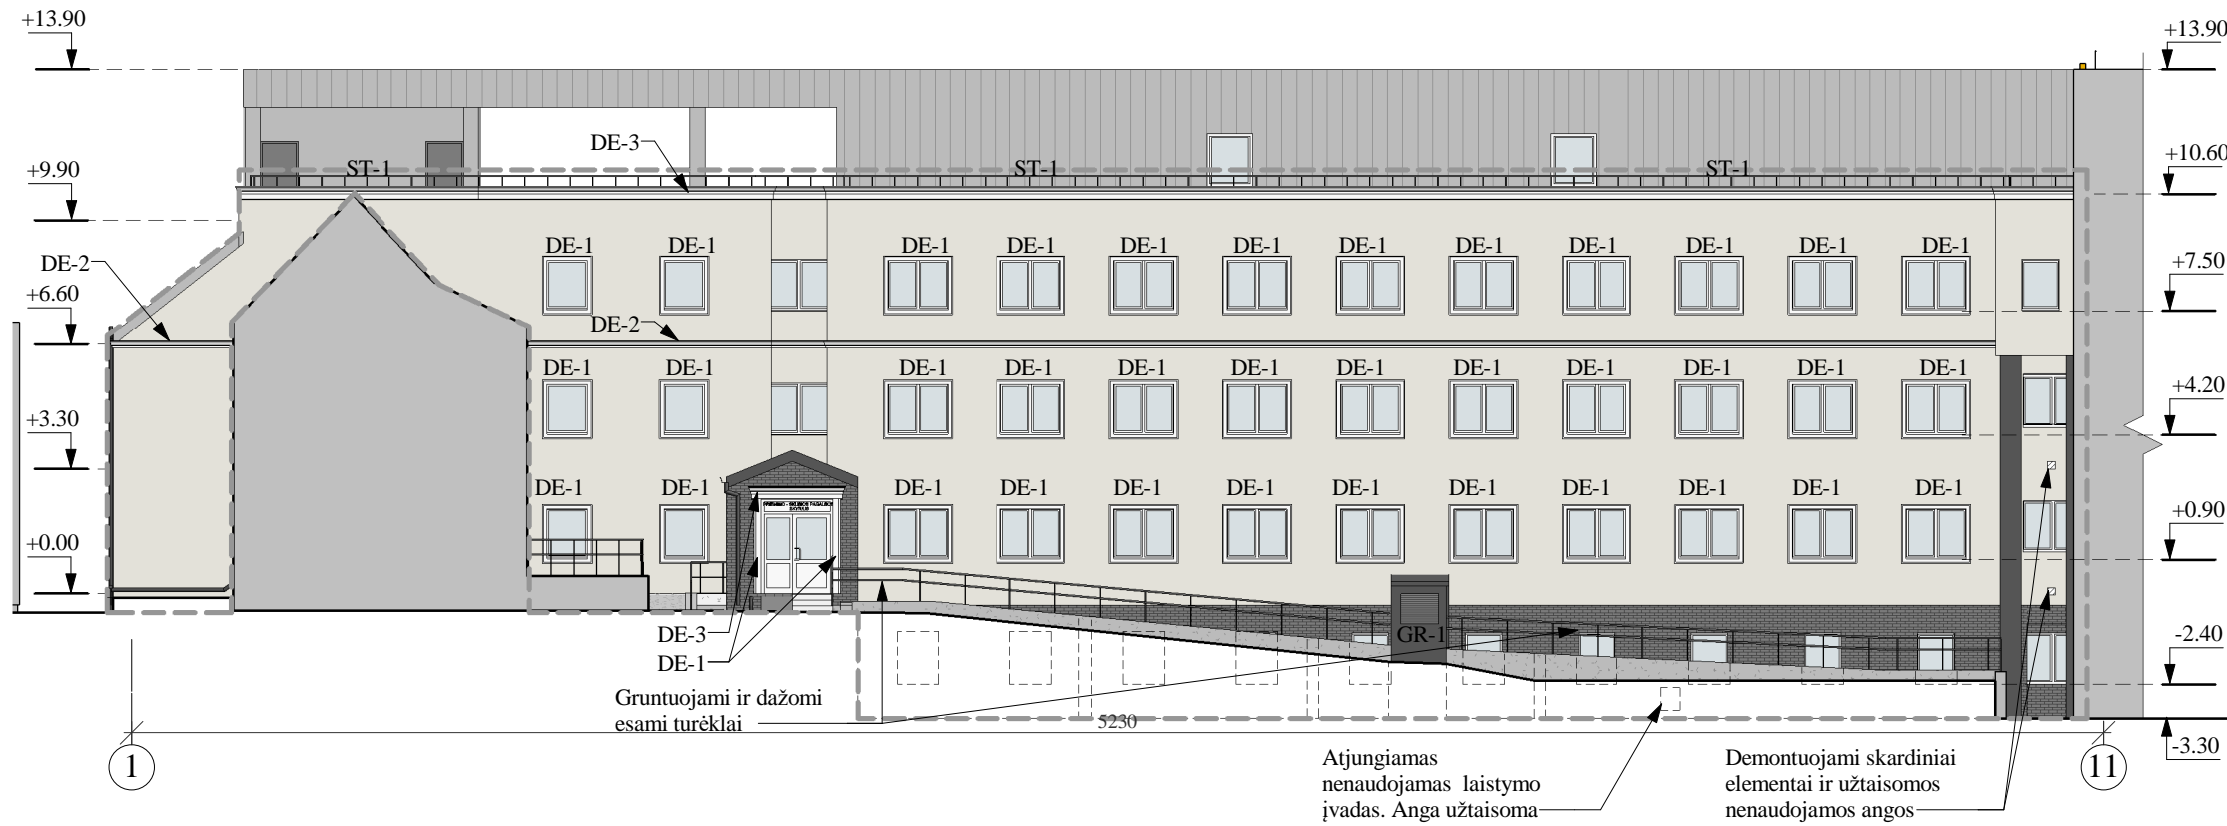 +13.90
+13.90
DE-3
ST-1
ST-1
ST-1
+9.90
+10.60
DE-1
DE-1
DE-1
DE-1
DE-1
DE-1
DE-1
DE-1
DE-1
DE-1
DE-1
DE-1
DE-2
+7.50
+6.60
DE-2
DE-1
DE-1
DE-1
DE-1
DE-1
DE-1
DE-1
DE-1
DE-1
DE-1
DE-1
DE-1
+4.20
+3.30
DE-1
DE-1
DE-1
DE-1
DE-1
DE-1
DE-1
DE-1
DE-1
DE-1
DE-1
DE-1
+0.90
+0.00
PRIĖMIMO - SKUBIOS PAGALBOS
SKYRIUS
DE-3
DE-1
GR-1
-2.40
Gruntuojami ir dažomi
esami turėklai
5230
-3.30
1
11
Atjungiamas
nenaudojamas laistymo
įvadas. Anga užtaisoma
Demontuojami skardiniai
elementai ir užtaisomos
nenaudojamos angos